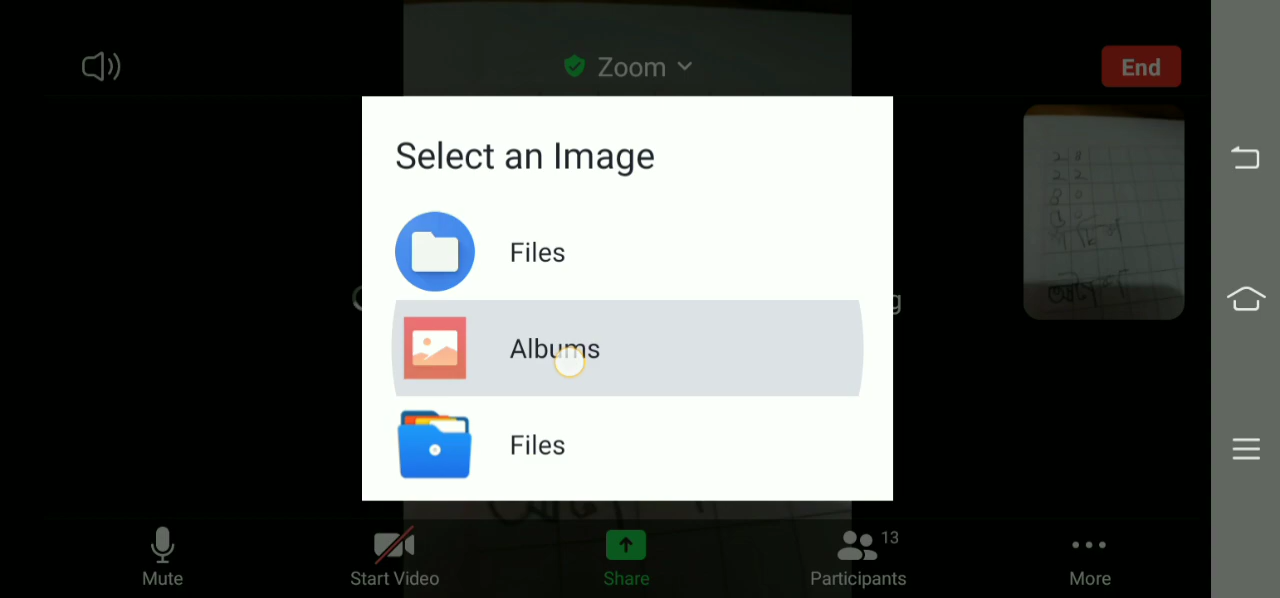 Zoom
End
Select an Image
Files
Albums
Files
Mute
Start Video
Share
Participants
13
More